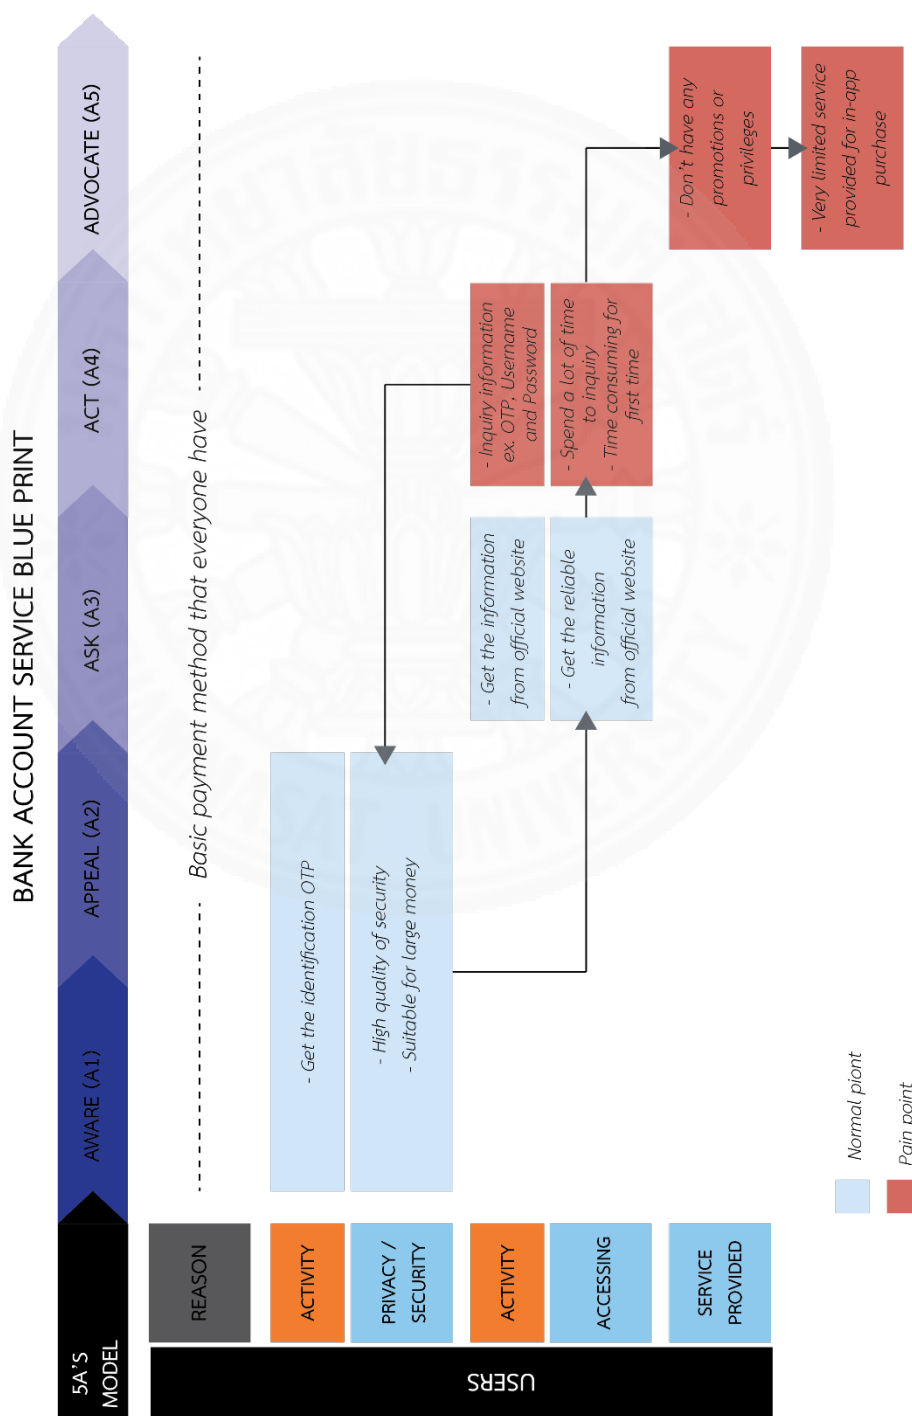 BANK ACCOUNT SERVICE BLUE PRINT
5A'S
MODEL
AWARE (A1)
APPEAL (A2)
ASK (A3)
ACT (A4)
ADVOCATE (A5)
USERS
REASON
Basic payment method that everyone have
ACTIVITY
- Get the identification OTP
PRIVACY /
SECURITY
- High quality of security
- Suitable for large money
ACTIVITY
- Get the information
from official website
- Inquiry information
ex. OTP, Username
and Password
ACCESSING
- Get the reliable
information
from official website
- Spend a lot of time
to inquiry
- Time consuming for
first time
SERVICE
PROVIDED
- Don't have any
promotions or
privileges
- Very limited service
provided for in-app
purchase
Normal piont
Pain point
THAMMASAT UNIVERSITY